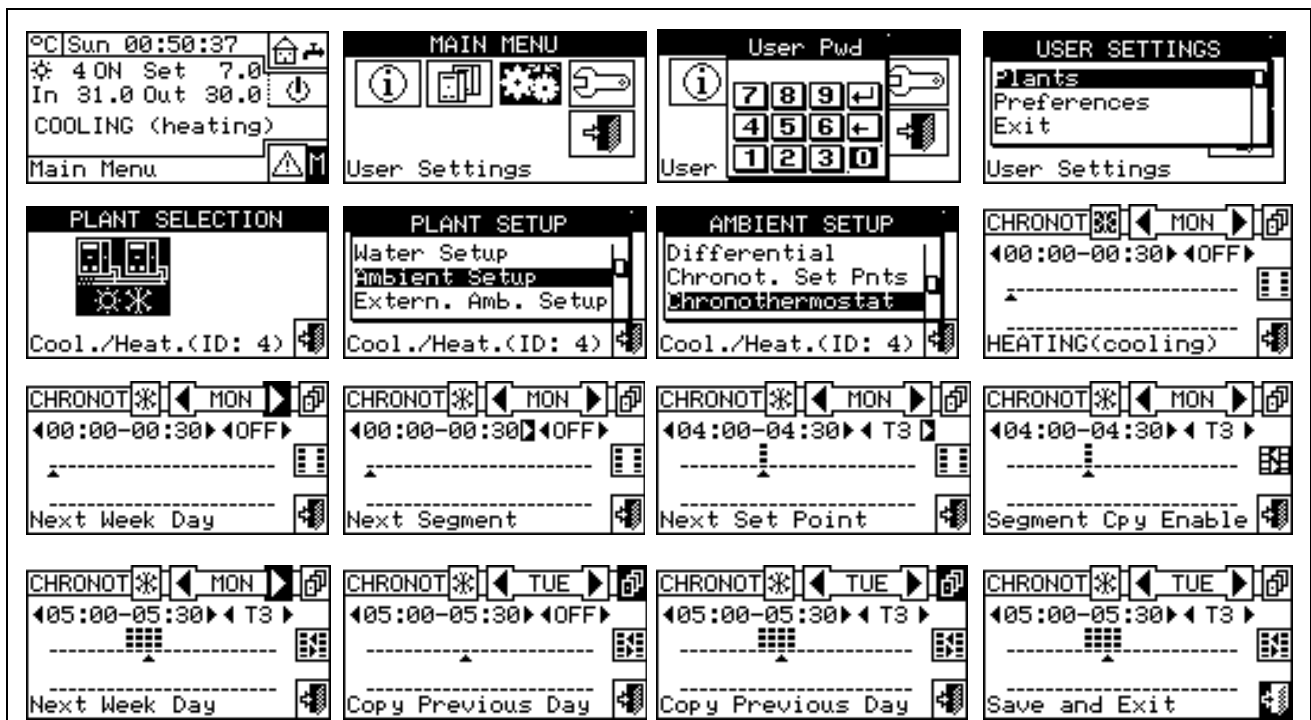 °C Sun 00:50:37
4 ON Set 7.0
In 31.0 Out 30.0
COOLING (heating)
Main Menu
M
MAIN MENU
i
User Settings
User Pwd
i
7 8 9
4 5 6
1 2 3 0
User
USER SETTINGS
Plants
Preferences
Exit
User Settings
PLANT SELECTION
Cool./Heat.(ID: 4)
PLANT SETUP
Water Setup
Ambient Setup
Extern. Amb. Setup
Cool./Heat.(ID: 4)
AMBIENT SETUP
Differential
Chronot. Set Pnts
Chronothermostat
Cool./Heat.(ID: 4)
CHRONOT MON
00:00-00:30 OFF
HEATING(cooling)
CHRONOT MON
00:00-00:30 OFF
Next Week Day
CHRONOT MON
00:00-00:30 OFF
Next Segment
CHRONOT MON
04:00-04:30 T3
Next Set Point
CHRONOT MON
04:00-04:30 T3
Segment Cpy Enable
CHRONOT MON
05:00-05:30 T3
Next Week Day
CHRONOT TUE
05:00-05:30 OFF
Copy Previous Day
CHRONOT TUE
05:00-05:30 T3
Copy Previous Day
CHRONOT TUE
05:00-05:30 T3
Save and Exit